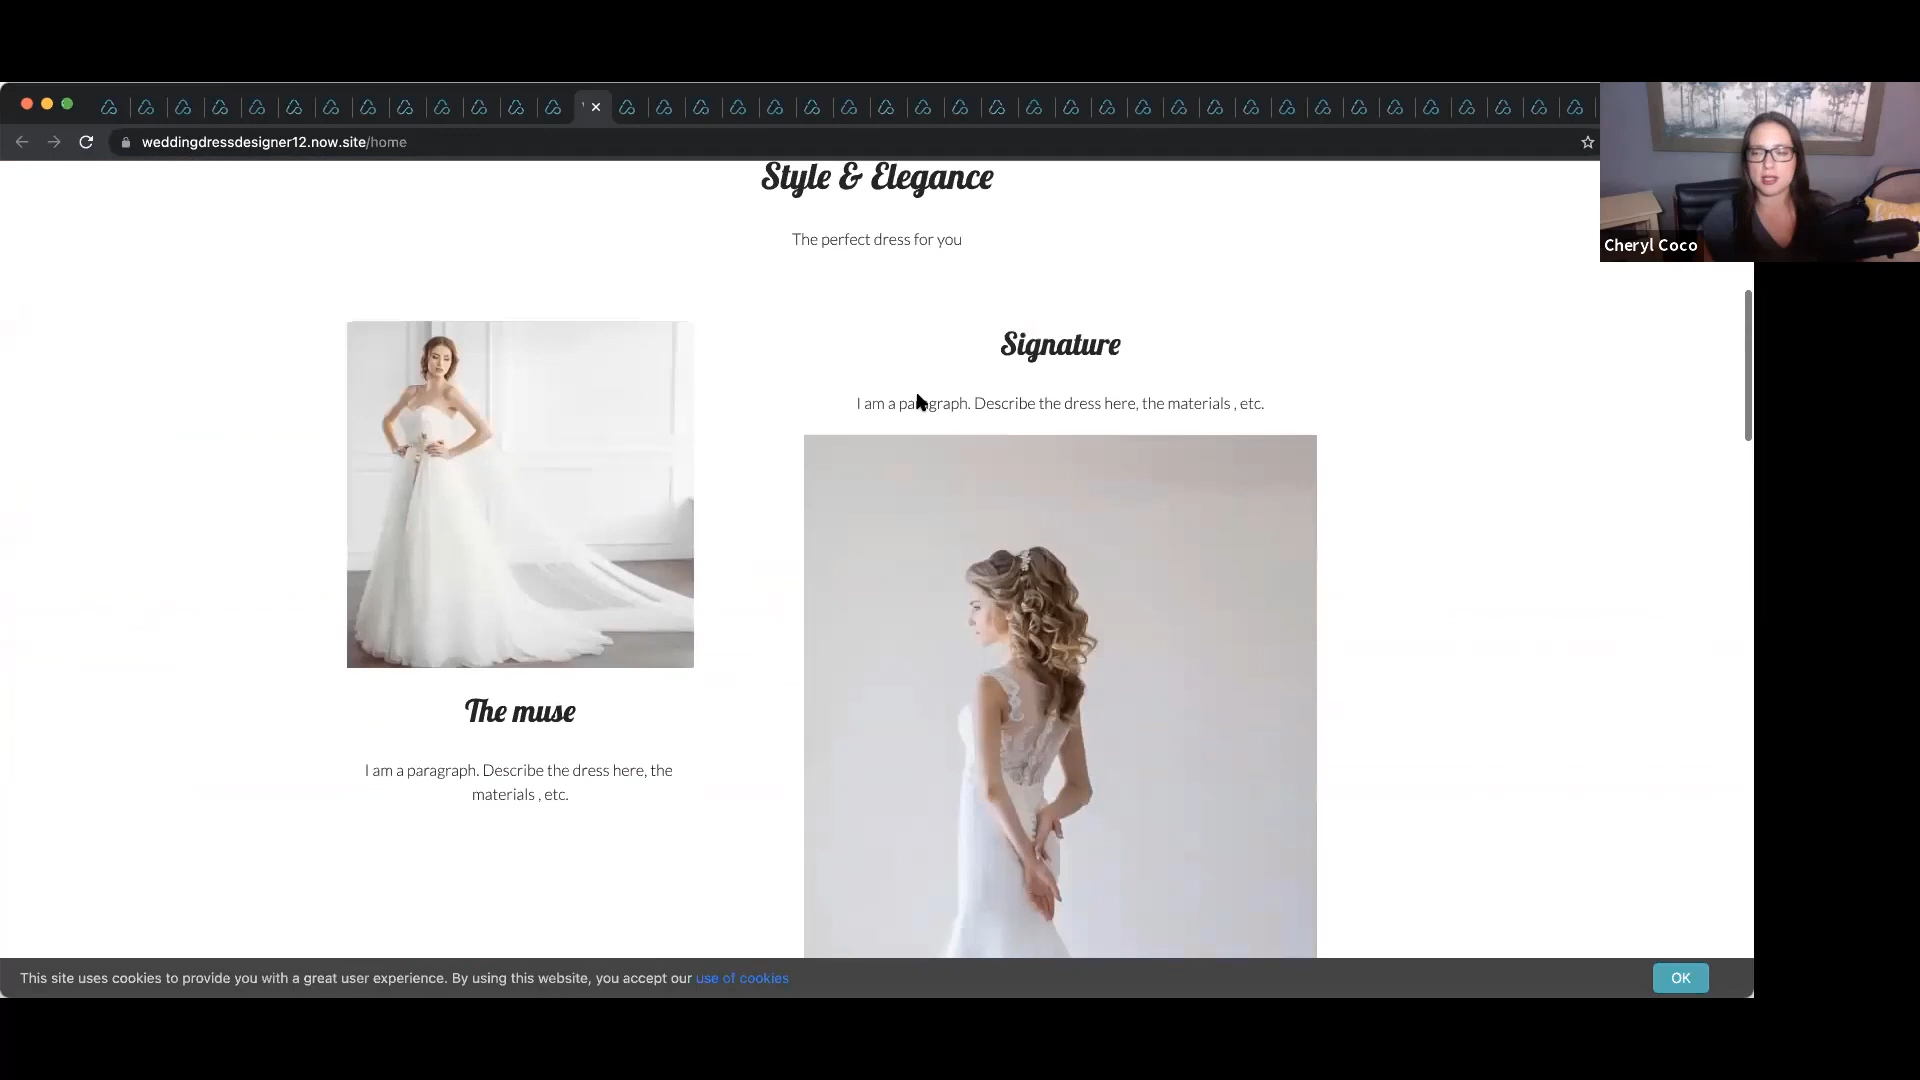 weddingdressdesigner12.now.site/home
Cheryl Coco
Style & Elegance
The perfect dress for you
Signature
I am a paragraph. Describe the dress here, the materials , etc.
The muse
I am a paragraph. Describe the dress here, the
materials , etc.
This site uses cookies to provide you with a great user experience. By using this website, you accept our use of cookies
OK